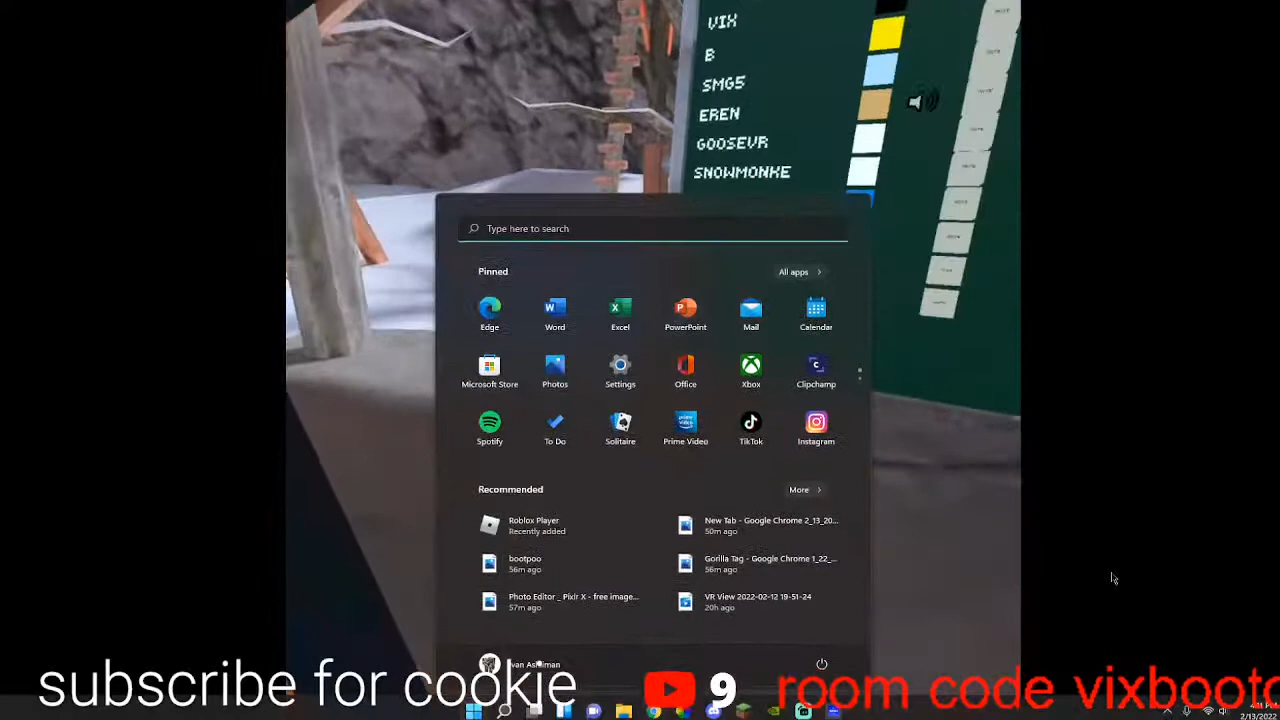 VIX
B
SMG5
EREN
GOOSEVR
SNOWMONKE
Type here to search
Pinned
All apps
Edge
Word
Excel
PowerPoint
Mail
Calendar
Microsoft Store
Photos
Settings
Office
Xbox
Clipchamp
Spotify
To Do
Solitaire
Prime Video
TikTok
Instagram
Recommended
More
Roblox Player
Recently added
New Tab - Google Chrome 2_13_20...
50m ago
bootpoo
56m ago
Gorilla Tag - Google Chrome 1_22_...
56m ago
Photo Editor _ Pixlr X - free image...
57m ago
VR View 2022-02-12 19-51-24
20h ago
subscribe for cookie
9
room code vixbooto